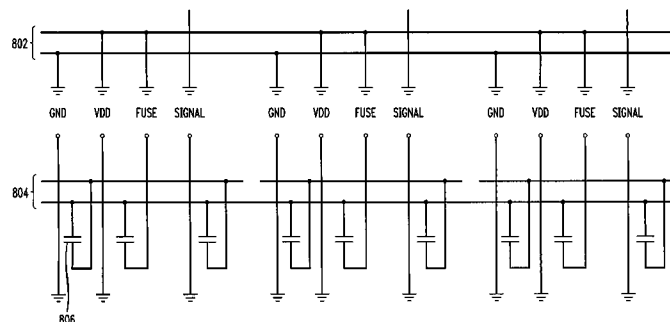 802
GND VDD FUSE SIGNAL GND VDD FUSE SIGNAL GND VDD FUSE SIGNAL
804
806